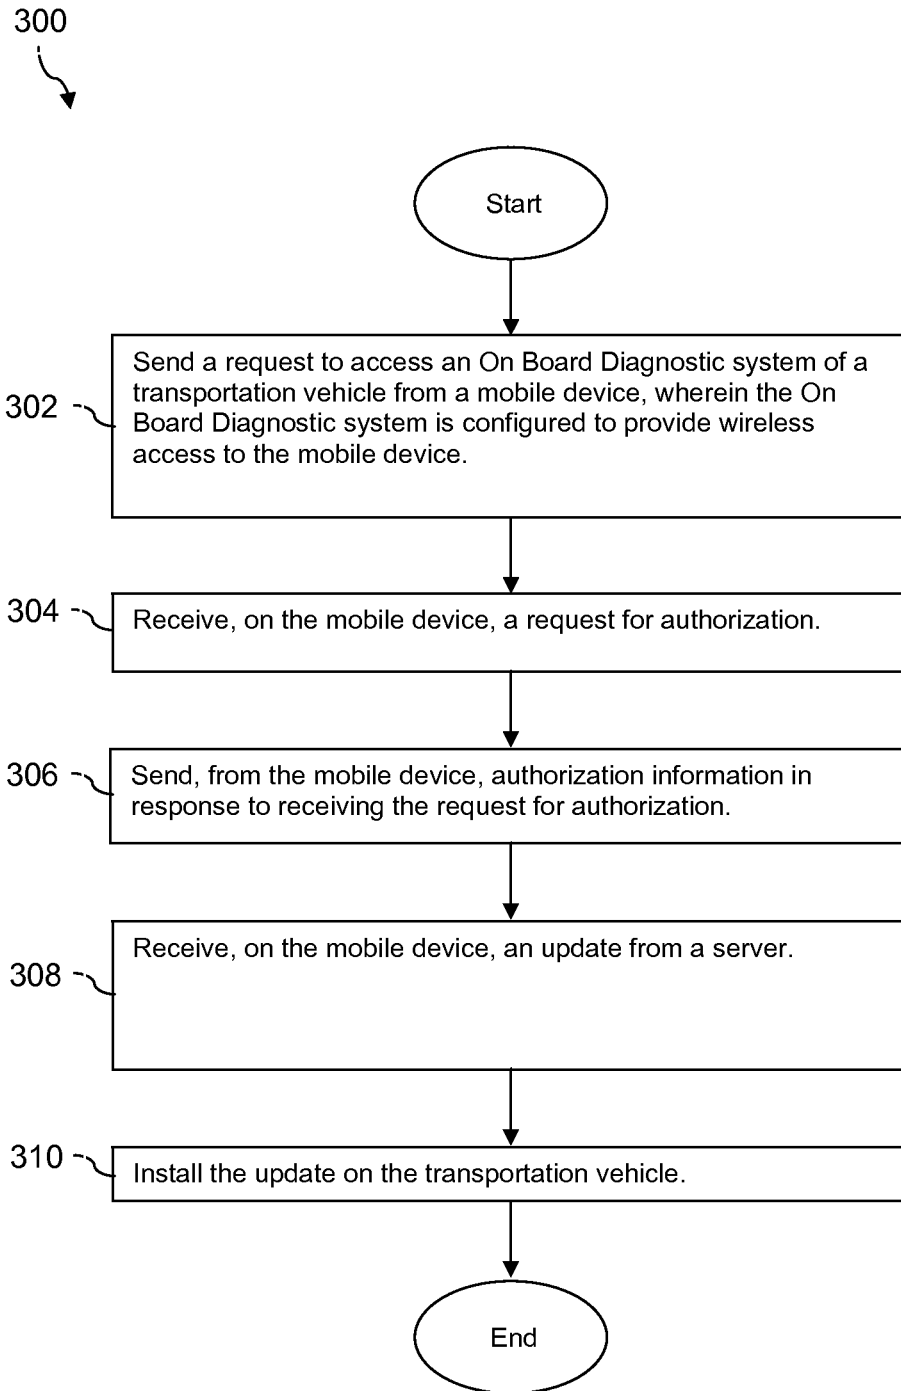 300
Start
302
Send a request to access an On Board Diagnostic system of a
transportation vehicle from a mobile device, wherein the On
Board Diagnostic system is configured to provide wireless
access to the mobile device.
304
Receive, on the mobile device, a request for authorization.
306
Send, from the mobile device, authorization information in
response to receiving the request for authorization.
308
Receive, on the mobile device, an update from a server.
310
Install the update on the transportation vehicle.
End